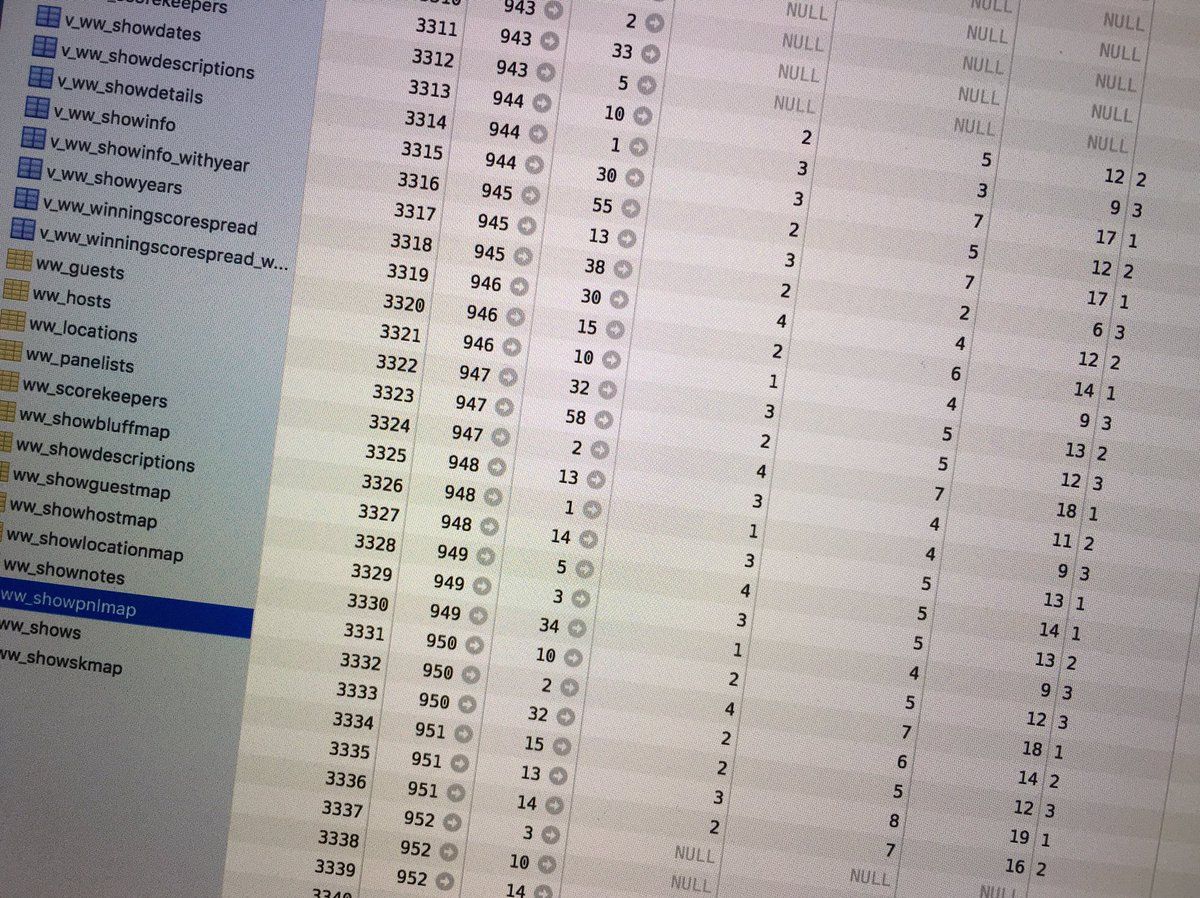 scorekeepers
v_ww_showdates
v_ww_showdescriptions
v_ww_showdetails
v_ww_showinfo
v_ww_showinfo_withyear
v_ww_showyears
v_ww_winningscorespread
v_ww_winningscorespread_w...
ww_guests
ww_hosts
ww_locations
ww_panelists
ww_scorekeepers
ww_showbluffmap
ww_showdescriptions
ww_showguestmap
ww_showhostmap
ww_showlocationmap
ww_shownotes
ww_showpnlmap
ww_shows
ww_showskmap
NULL NULL
NULL NULL NULL
3310 943 2 NULL NULL NULL
3311 943 33 NULL NULL NULL
3312 943 5 NULL NULL NULL
3313 944 10 2 5 12 2
3314 944 1 3 3 9 3
3315 944 30 3 7 17 1
3316 945 55 2 5 12 2
3317 945 13 3 7 17 1
3318 945 38 2 2 6 3
3319 946 30 4 4 12 2
3320 946 15 2 6 14 1
3321 946 10 1 4 9 3
3322 947 32 3 5 13 2
3323 947 58 2 5 12 3
3324 947 2 4 7 18 1
3325 948 13 3 4 11 2
3326 948 1 1 4 9 3
3327 948 14 3 5 13 1
3328 949 5 4 5 14 1
3329 949 3 3 5 13 2
3330 949 34 1 4 9 3
3331 950 10 2 5 12 3
3332 950 2 4 7 18 1
3333 950 32 2 6 14 2
3334 951 15 2 5 12 3
3335 951 13 3 8 19 1
3336 951 14 2 7 16 2
3337 952 3 NULL NULL NULL
3338 952 10 NULL
3339 952 14
3340